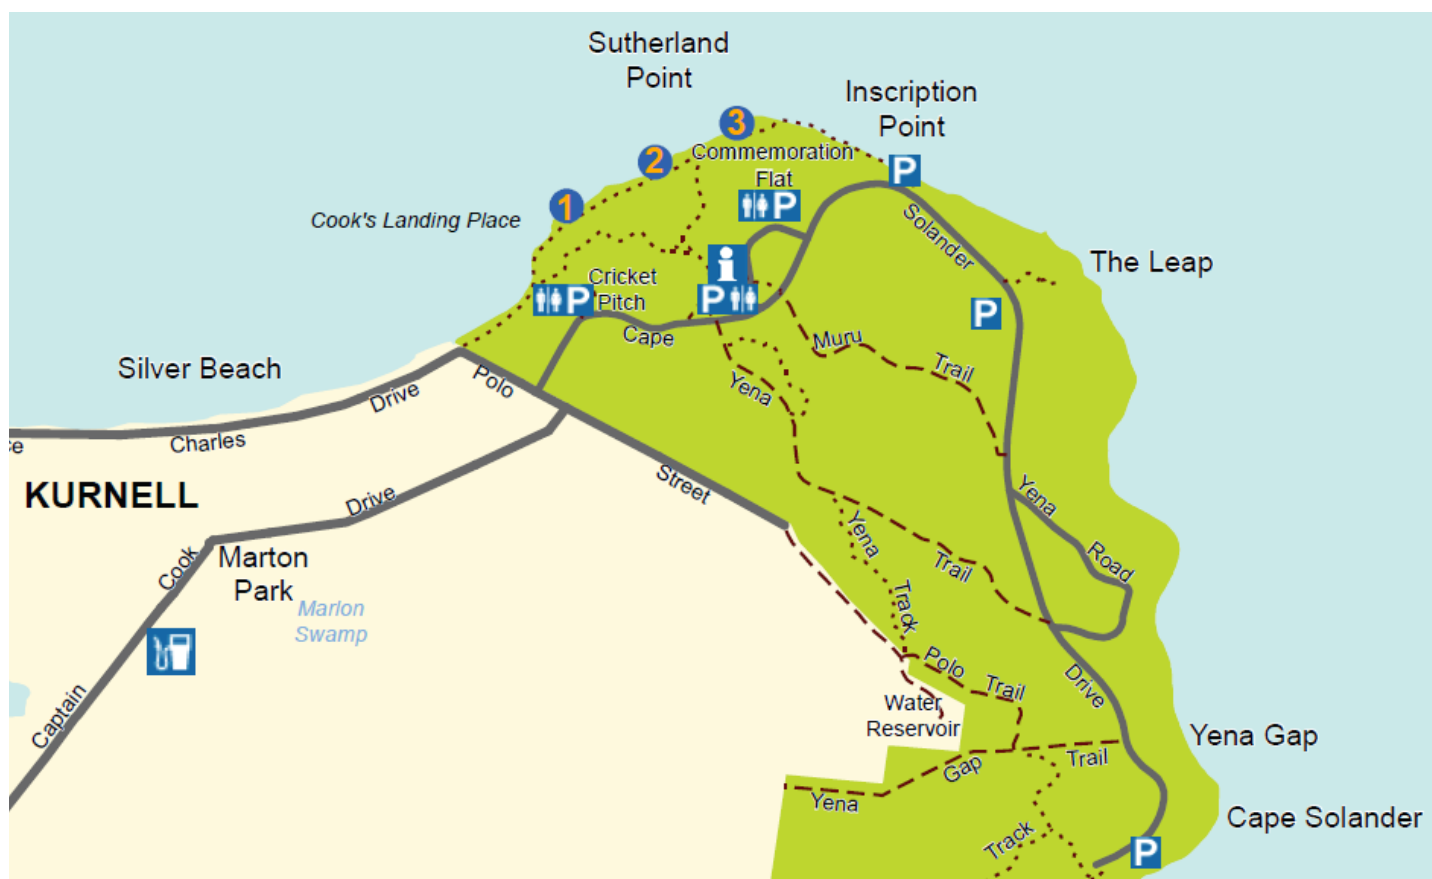 Sutherland
Point
Inscription
Point
3
Commemoration
Flat
2
P
1
P
Cook's Landing Place
Solander
i
The Leap
Cricket
Pitch
P
P
P
Cape
Muru
Trail
Silver Beach
Polo
Yena
Drive
Charles
ce
KURNELL
Street
Yena
Drive
Yena
Road
Trail
Cook
Marton
Park
Track
Marlon
Swamp
Polo
Trail
Drive
Captain
Water
Reservoir
Yena Gap
Gap
Trail
Yena
Cape Solander
Track
P